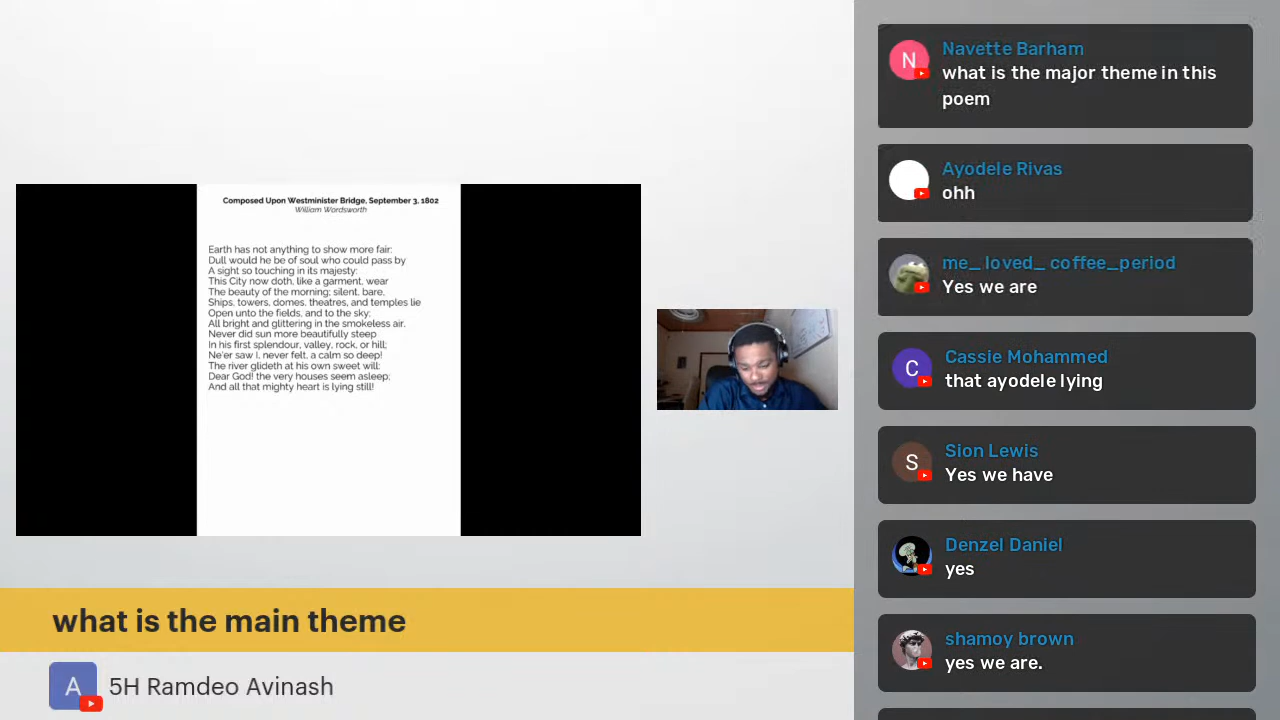 Composed Upon Westminister Bridge, September 3, 1802
William Wordsworth
Earth has not anything to show more fair:
Dull would he be of soul who could pass by
A sight so touching in its majesty:
This City now doth, like a garment, wear
The beauty of the morning; silent, bare,
Ships, towers, domes, theatres, and temples lie
Open unto the fields, and to the sky;
All bright and glittering in the smokeless air.
Never did sun more beautifully steep
In his first splendour, valley, rock, or hill;
Ne'er saw I, never felt, a calm so deep!
The river glideth at his own sweet will:
Dear God! the very houses seem asleep;
And all that mighty heart is lying still!
what is the main theme
A
5H Ramdeo Avinash
N
Navette Barham
what is the major theme in this
poem
Ayodele Rivas
ohh
me_ loved_ coffee_period
Yes we are
C
Cassie Mohammed
that ayodele lying
S
Sion Lewis
Yes we have
Denzel Daniel
yes
shamoy brown
yes we are.